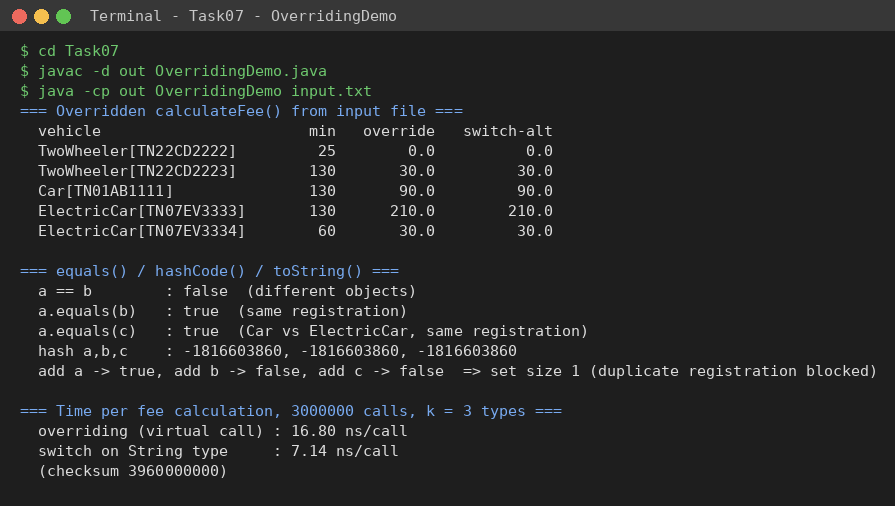 Terminal - Task07 - OverridingDemo
$ cd Task07
$ javac -d out OverridingDemo.java
$ java -cp out OverridingDemo input.txt
=== Overridden calculateFee() from input file ===
  vehicle                       min   override   switch-alt
  TwoWheeler[TN22CD2222]         25        0.0          0.0
  TwoWheeler[TN22CD2223]        130       30.0         30.0
  Car[TN01AB1111]               130       90.0         90.0
  ElectricCar[TN07EV3333]       130      210.0        210.0
  ElectricCar[TN07EV3334]        60       30.0         30.0
=== equals() / hashCode() / toString() ===
  a == b        : false  (different objects)
  a.equals(b)   : true  (same registration)
  a.equals(c)   : true  (Car vs ElectricCar, same registration)
  hash a,b,c    : -1816603860, -1816603860, -1816603860
  add a -> true, add b -> false, add c -> false  => set size 1 (duplicate registration blocked)
=== Time per fee calculation, 3000000 calls, k = 3 types ===
  overriding (virtual call) : 16.80 ns/call
  switch on String type     : 7.14 ns/call
  (checksum 3960000000)